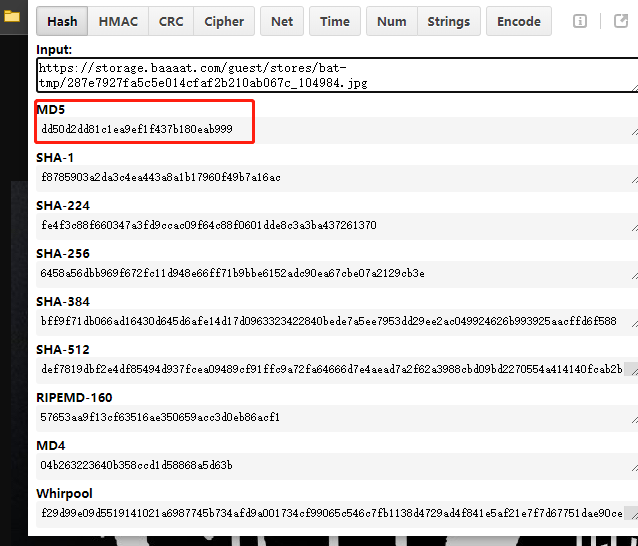 Hash HMAC CRC Cipher Net Time Num Strings Encode
Input:
https://storage.baaaat.com/guest/stores/bat-
tmp/287e7927fa5c5e014cfaf2b210ab067c_104984.jpg
MD5
dd50d2dd81c1ea9ef1f437b180eab999
SHA-1
f8785903a2da3c4ea443a8a1b17960f49b7a16ac
SHA-224
fe4f3c88f660347a3fd9ccac09f64c88f0601dde8c3a3ba437261370
SHA-256
6458a56dbb969f672fc11d948e66ff71b9bbe6152adc90ea67cbe07a2129cb3e
SHA-384
bff9f71db066ad16430d645d6afe14d17d0963323422840bede7a5ee7953dd29ee2ac049924626b993925aacffd6f588
SHA-512
def7819dbf2e4df85494d937fcea09489cf91ffc9a72fa64666d7e4aead7a2f62a3988cbd09bd2270554a414140fcab2b
RIPEMD-160
57653aa9f13cf63516ae350659acc3d0eb86acf1
MD4
04b263223640b358ccd1d58868a5d63b
Whirpool
f29d99e09d5519141021a6987745b734afd9a001734cf99065c546c7fb1138d4729ad4f841e5af21e7f7d67751dae90ce